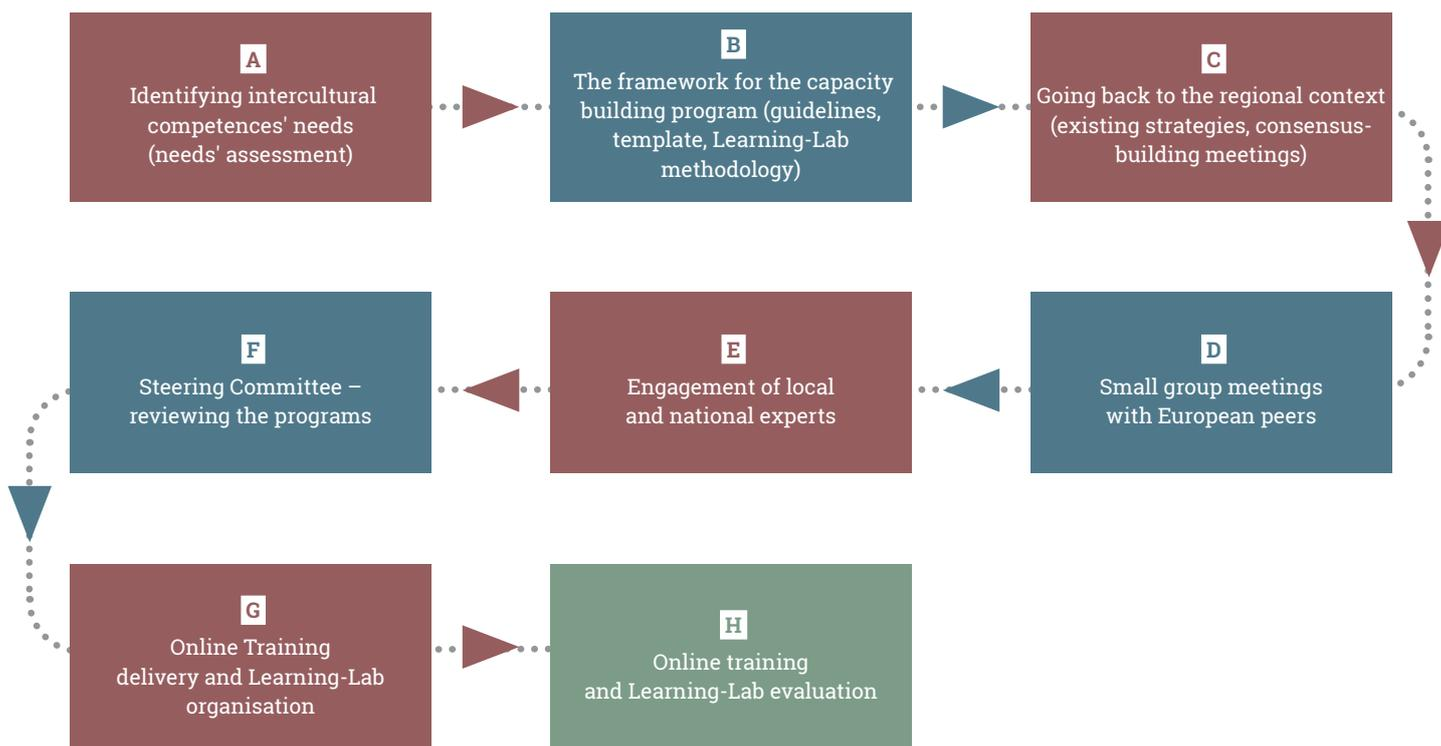 A
Identifying intercultural
competences' needs
(needs' assessment)
B
The framework for the capacity
building program (guidelines,
template, Learning-Lab
methodology)
C
Going back to the regional context
(existing strategies, consensus-
building meetings)
D
Small group meetings
with European peers
E
Engagement of local
and national experts
F
Steering Committee –
reviewing the programs
G
Online Training
delivery and Learning-Lab
organisation
H
Online training
and Learning-Lab evaluation